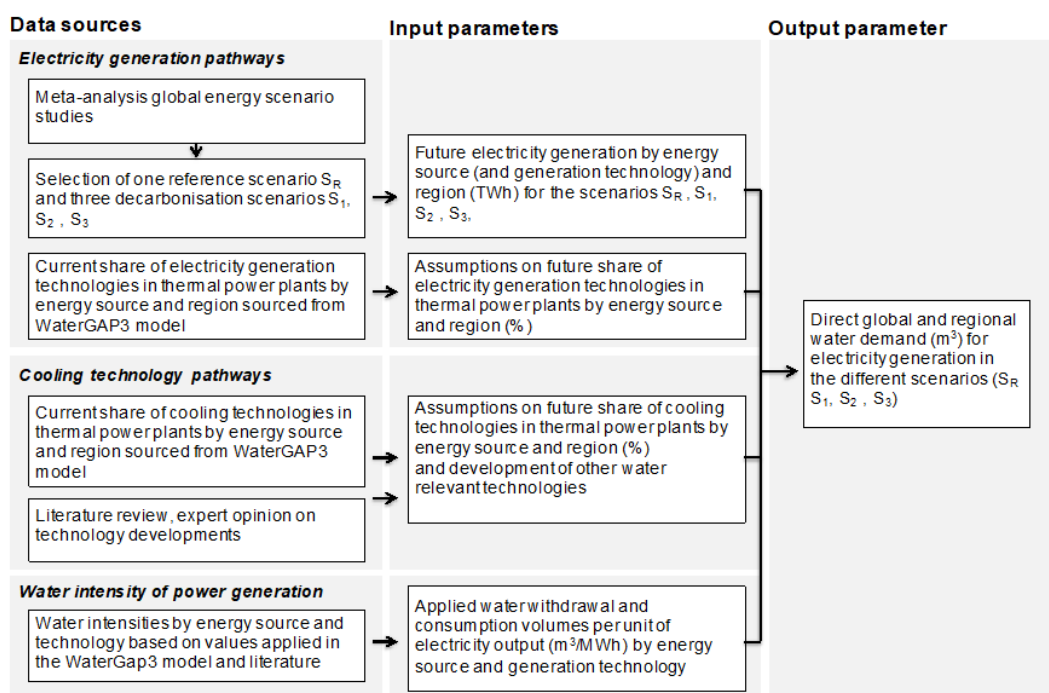 Data sources
Input parameters
Output parameter
Electricity generation pathways
Meta-analysis global energy scenario
studies
Selection of one reference scenario SR
and three decarbonisation scenarios S1,
S2 , S3
Future electricity generation by energy
source (and generation technology) and
region (TWh) for the scenarios SR , S1,
S2 , S3,
Current share of electricity generation
technologies in thermal power plants by
energy source and region sourced from
WaterGAP3 model
Assumptions on future share of
electricity generation technologies in
thermal power plants by energy source
and region (%)
Cooling technology pathways
Current share of cooling technologies in
thermal power plants by energy source
and region sourced from WaterGAP3
model
Literature review, expert opinion on
technology developments
Assumptions on future share of cooling
technologies in thermal power plants by
energy source and region (%)
and development of other water
relevant technologies
Water intensity of power generation
Water intensities by energy source and
technology based on values applied in
the WaterGap3 model and literature
Applied water withdrawal and
consumption volumes per unit of
electricity output (m3/MWh) by energy
source and generation technology
Direct global and regional
water demand (m3) for
electricity generation in
the different scenarios (SR
S1, S2 , S3)